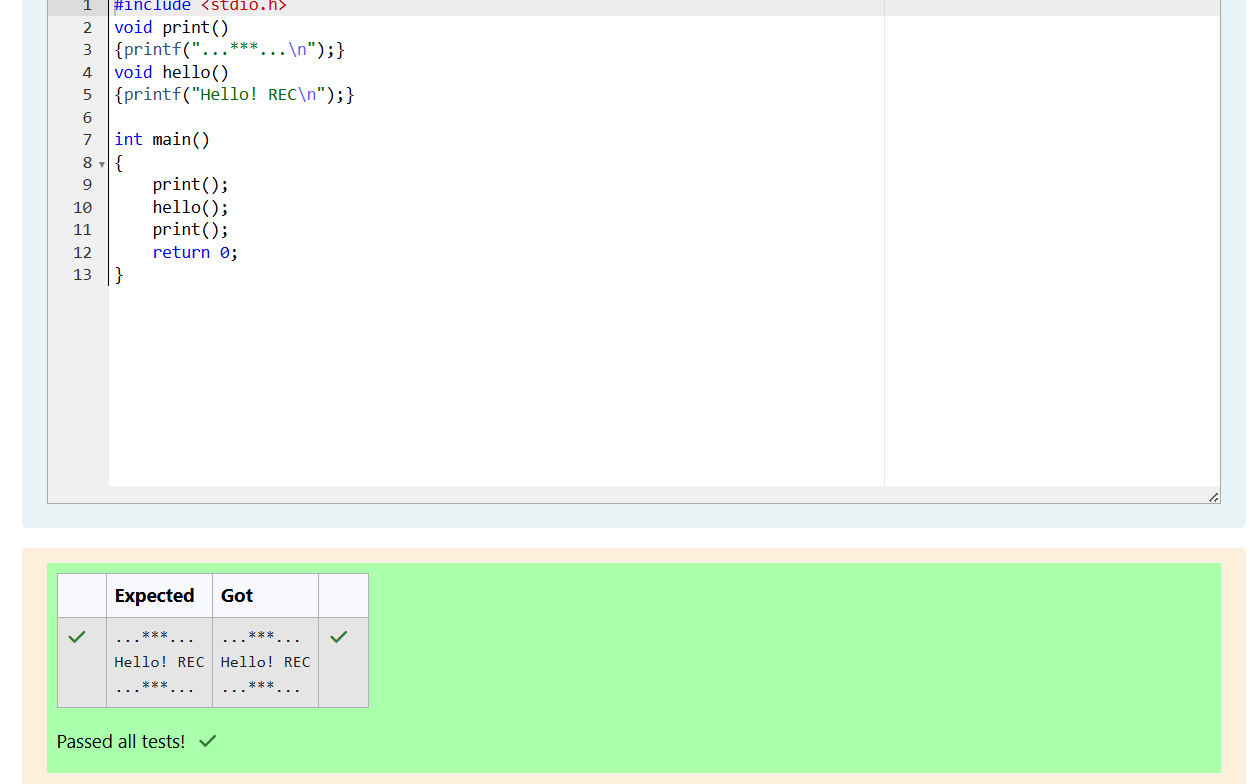 1 #include <stdio.h>
2 void print()
3 {printf("...***...\n");}
4 void hello()
5 {printf("Hello! REC\n");}
6
7 int main()
8 {
9     print();
10     hello();
11     print();
12     return 0;
13 }
Expected Got
...***... ...***...
Hello! REC Hello! REC
...***... ...***...
Passed all tests!